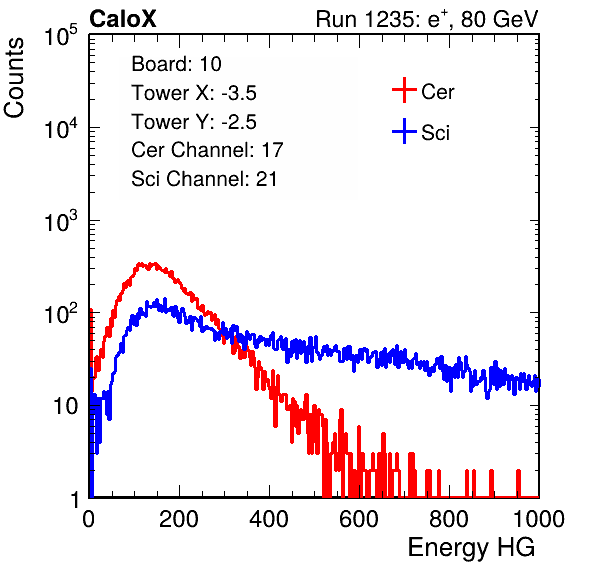 CaloX Run 1235: e⁺, 80 GeV
Counts
10⁵
10⁴
10³
10²
10
1
Board: 10
Tower X: -3.5
Tower Y: -2.5
Cer Channel: 17
Sci Channel: 21
Cer
Sci
0 200 400 600 800 1000
Energy HG